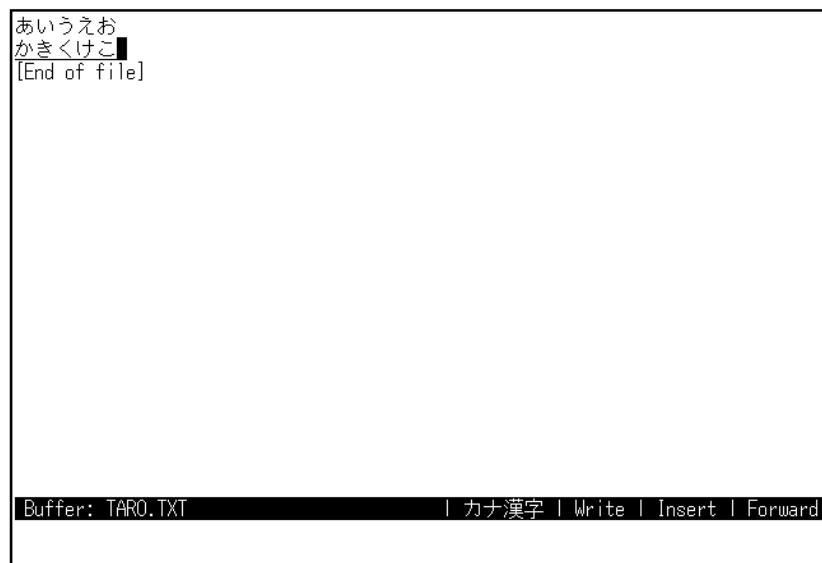 あいうえお
かきくけこ
[End of file]
Buffer: TARO.TXT | カナ漢字 | Write | Insert | Forward